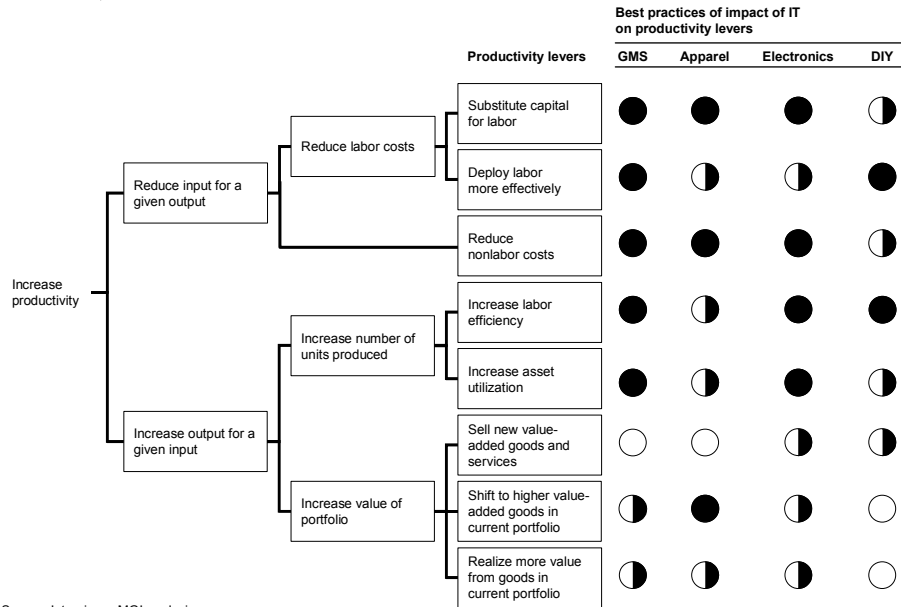 Best practices of impact of IT
on productivity levers
Productivity levers
GMS
Apparel
Electronics
DIY
Substitute capital
for labor
Reduce labor costs
Deploy labor
more effectively
Reduce input for a
given output
Reduce
nonlabor costs
Increase
productivity
Increase labor
efficiency
Increase number of
units produced
Increase asset
utilization
Increase output for a
given input
Sell new value-
added goods and
services
Increase value of
portfolio
Shift to higher value-
added goods in
current portfolio
Realize more value
from goods in
current portfolio